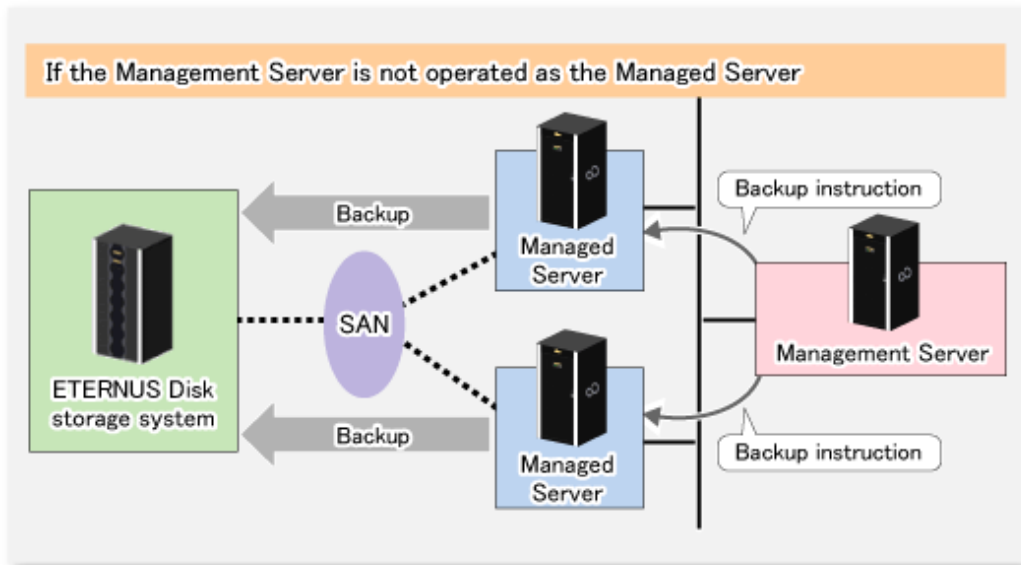 If the Management Server is not operated as the Managed Server
Backup instruction
Backup
Managed
Server
SAN
Management Server
ETERNUS Disk
storage system
Backup
Managed
Server
Backup instruction